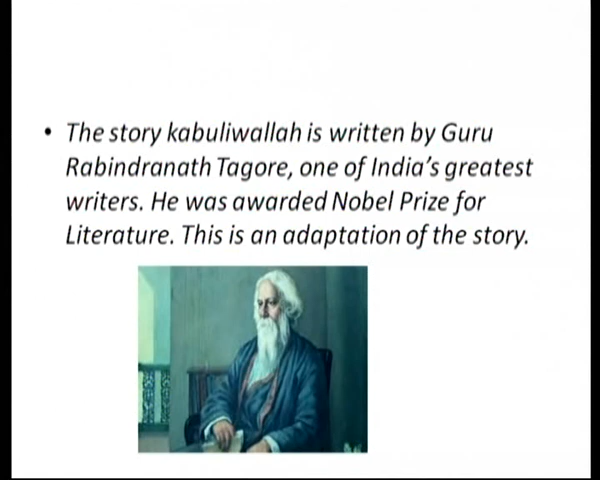 • The story kabuliwallah is written by Guru
Rabindranath Tagore, one of India's greatest
writers. He was awarded Nobel Prize for
Literature. This is an adaptation of the story.